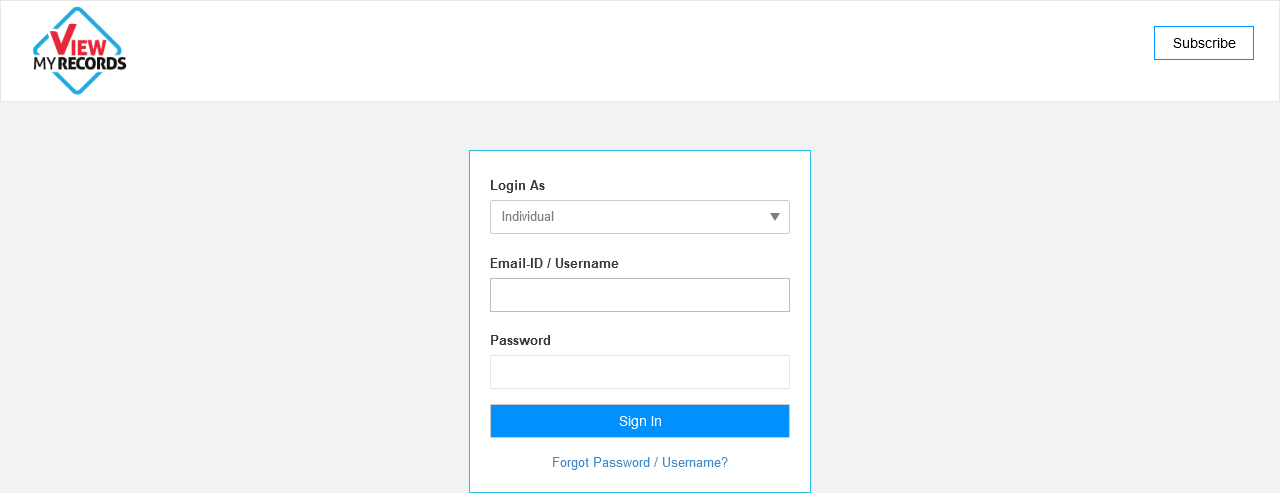 VIEW
MY RECORDS
Subscribe
Login As
Individual
Email-ID / Username
Password
Sign In
Forgot Password / Username?